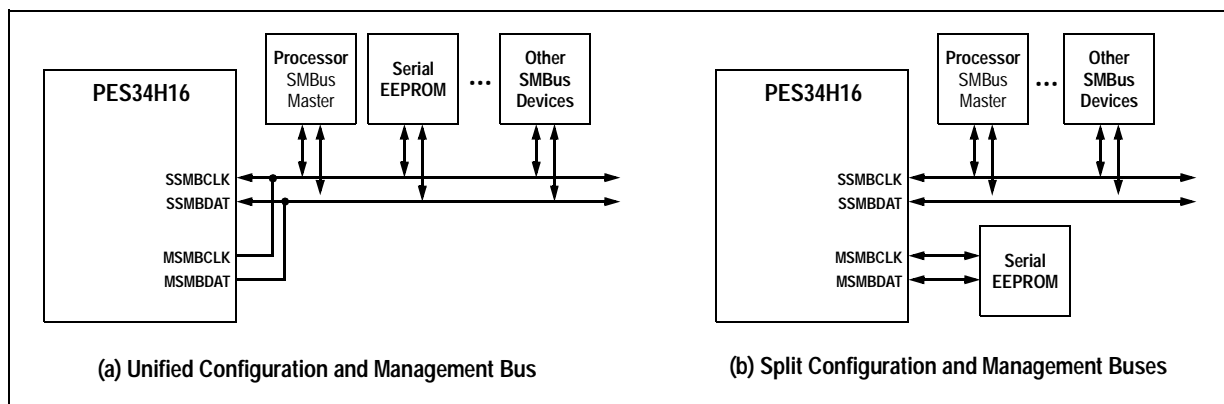 PES34H16
Processor
SMBus
Master
Serial
EEPROM
...
Other
SMBus
Devices
SSMBCLK
SSMBDAT
MSMBCLK
MSMBDAT
(a) Unified Configuration and Management Bus
PES34H16
Processor
SMBus
Master
...
Other
SMBus
Devices
SSMBCLK
SSMBDAT
MSMBCLK
MSMBDAT
Serial
EEPROM
(b) Split Configuration and Management Buses